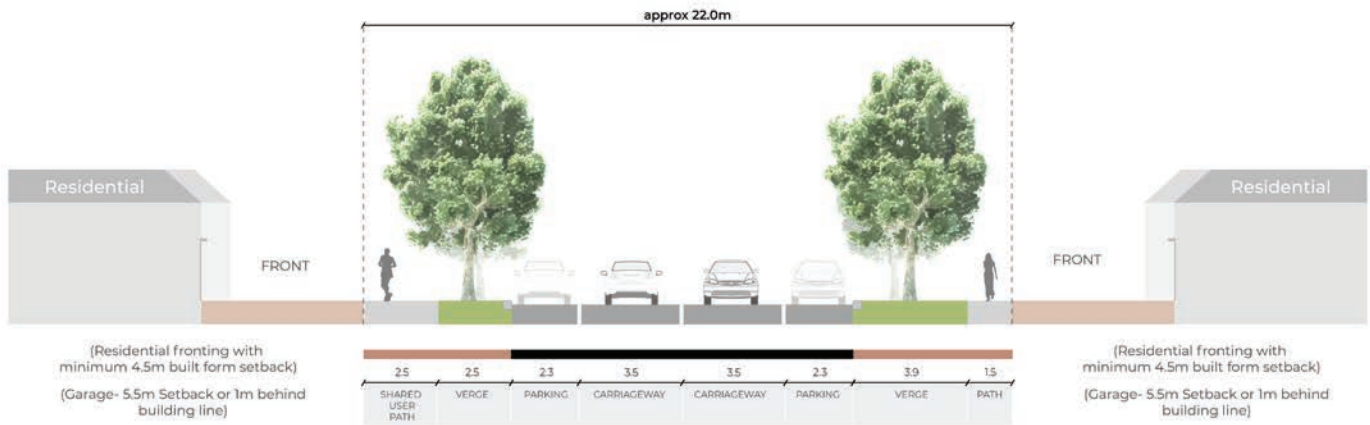 approx 22.0m
Residential
Residential
FRONT
FRONT
(Residential fronting with
minimum 4.5m built form setback)
(Garage- 5.5m Setback or 1m behind
building line)
2.5 2.5 2.3 3.5 3.5 2.3 3.9 1.5
SHARED
USER
PATH
VERGE
PARKING
CARRIAGEWAY
CARRIAGEWAY
PARKING
VERGE
PATH
(Residential fronting with
minimum 4.5m built form setback)
(Garage- 5.5m Setback or 1m behind
building line)